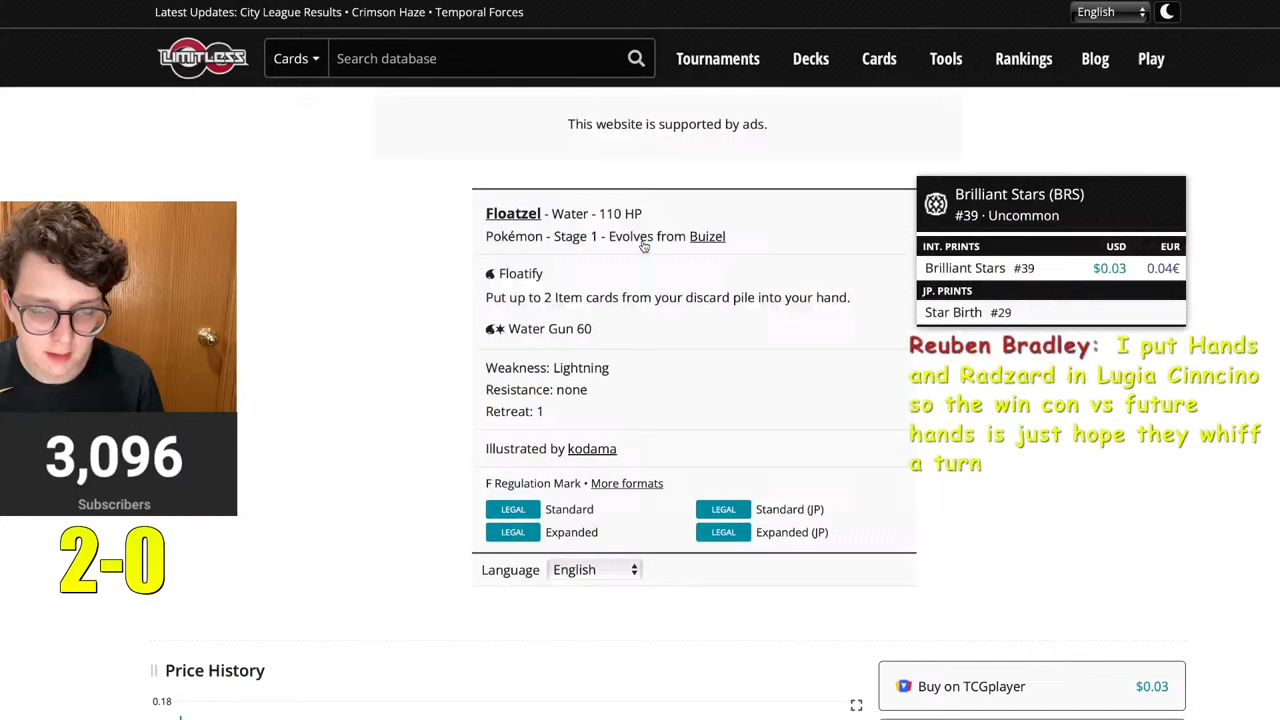 Latest Updates: City League Results • Crimson Haze • Temporal Forces
English
LIMITLESS
Cards
Search database
Tournaments
Decks
Cards
Tools
Rankings
Blog
Play
This website is supported by ads.
Floatzel - Water - 110 HP
Pokémon - Stage 1 - Evolves from Buizel
Floatify
Put up to 2 Item cards from your discard pile into your hand.
Water Gun 60
Weakness: Lightning
Resistance: none
Retreat: 1
Illustrated by kodama
F Regulation Mark • More formats
LEGAL Standard
LEGAL Standard (JP)
LEGAL Expanded
LEGAL Expanded (JP)
Language English
Brilliant Stars (BRS)
#39 · Uncommon
INT. PRINTS USD EUR
Brilliant Stars #39 $0.03 0.04€
JP. PRINTS
Star Birth #29
Reuben Bradley: I put Hands
and Radzard in Lugia Cinncino
so the win con vs future
hands is just hope they whiff
a turn
3,096
Subscribers
2-0
Price History
0.18
Buy on TCGplayer $0.03